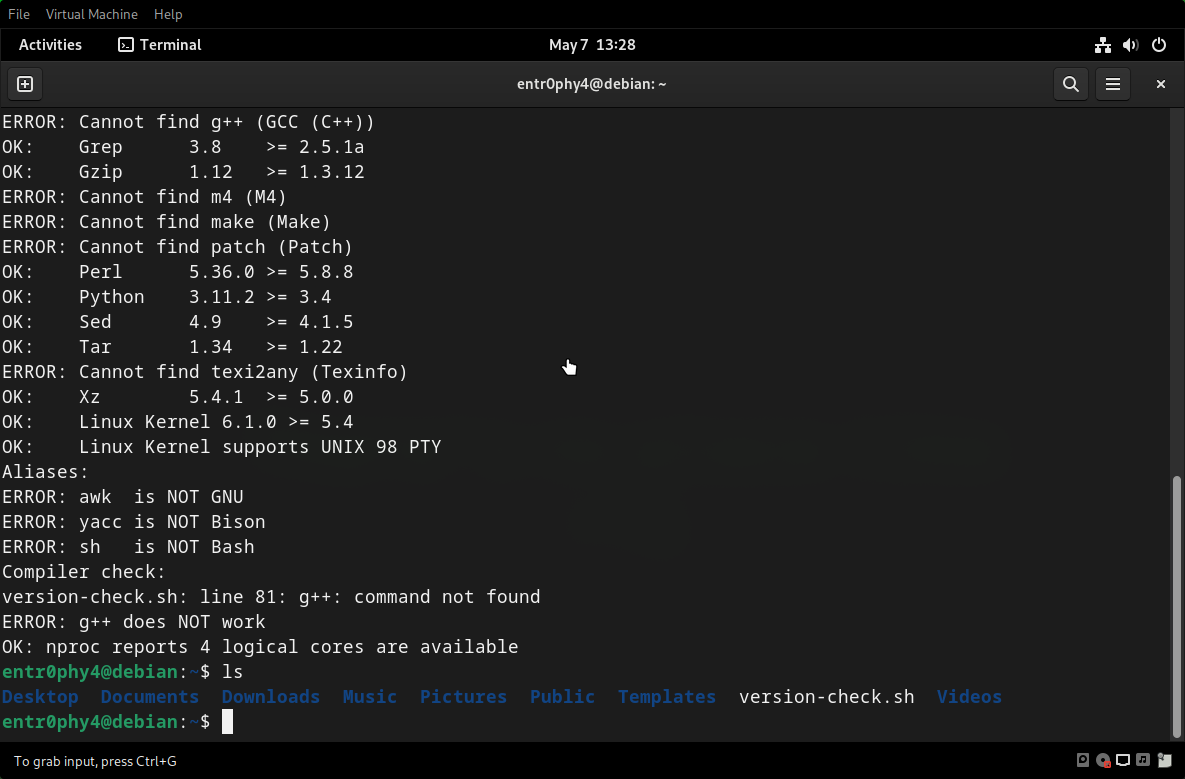 File Virtual Machine Help
Activities Terminal May 7 13:28
entr0phy4@debian: ~
ERROR: Cannot find g++ (GCC (C++))
OK:    Grep      3.8    >= 2.5.1a
OK:    Gzip      1.12   >= 1.3.12
ERROR: Cannot find m4 (M4)
ERROR: Cannot find make (Make)
ERROR: Cannot find patch (Patch)
OK:    Perl      5.36.0 >= 5.8.8
OK:    Python    3.11.2 >= 3.4
OK:    Sed       4.9    >= 4.1.5
OK:    Tar       1.34   >= 1.22
ERROR: Cannot find texi2any (Texinfo)
OK:    Xz        5.4.1  >= 5.0.0
OK:    Linux Kernel 6.1.0 >= 5.4
OK:    Linux Kernel supports UNIX 98 PTY
Aliases:
ERROR: awk  is NOT GNU
ERROR: yacc is NOT Bison
ERROR: sh   is NOT Bash
Compiler check:
version-check.sh: line 81: g++: command not found
ERROR: g++ does NOT work
OK: nproc reports 4 logical cores are available
entr0phy4@debian:~$ ls
Desktop  Documents  Downloads  Music  Pictures  Public  Templates  version-check.sh  Videos
entr0phy4@debian:~$
To grab input, press Ctrl+G